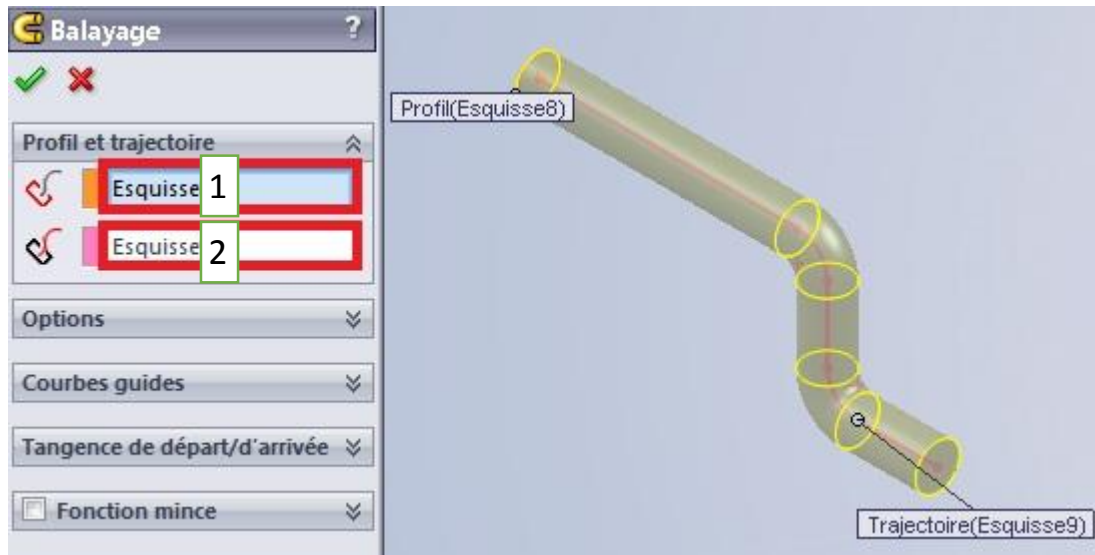 Balayage ?
Profil(Esquisse8)
Profil et trajectoire
Esquisse 1
Esquisse 2
Options
Courbes guides
Tangence de départ/d'arrivée
Fonction mince
Trajectoire(Esquisse9)